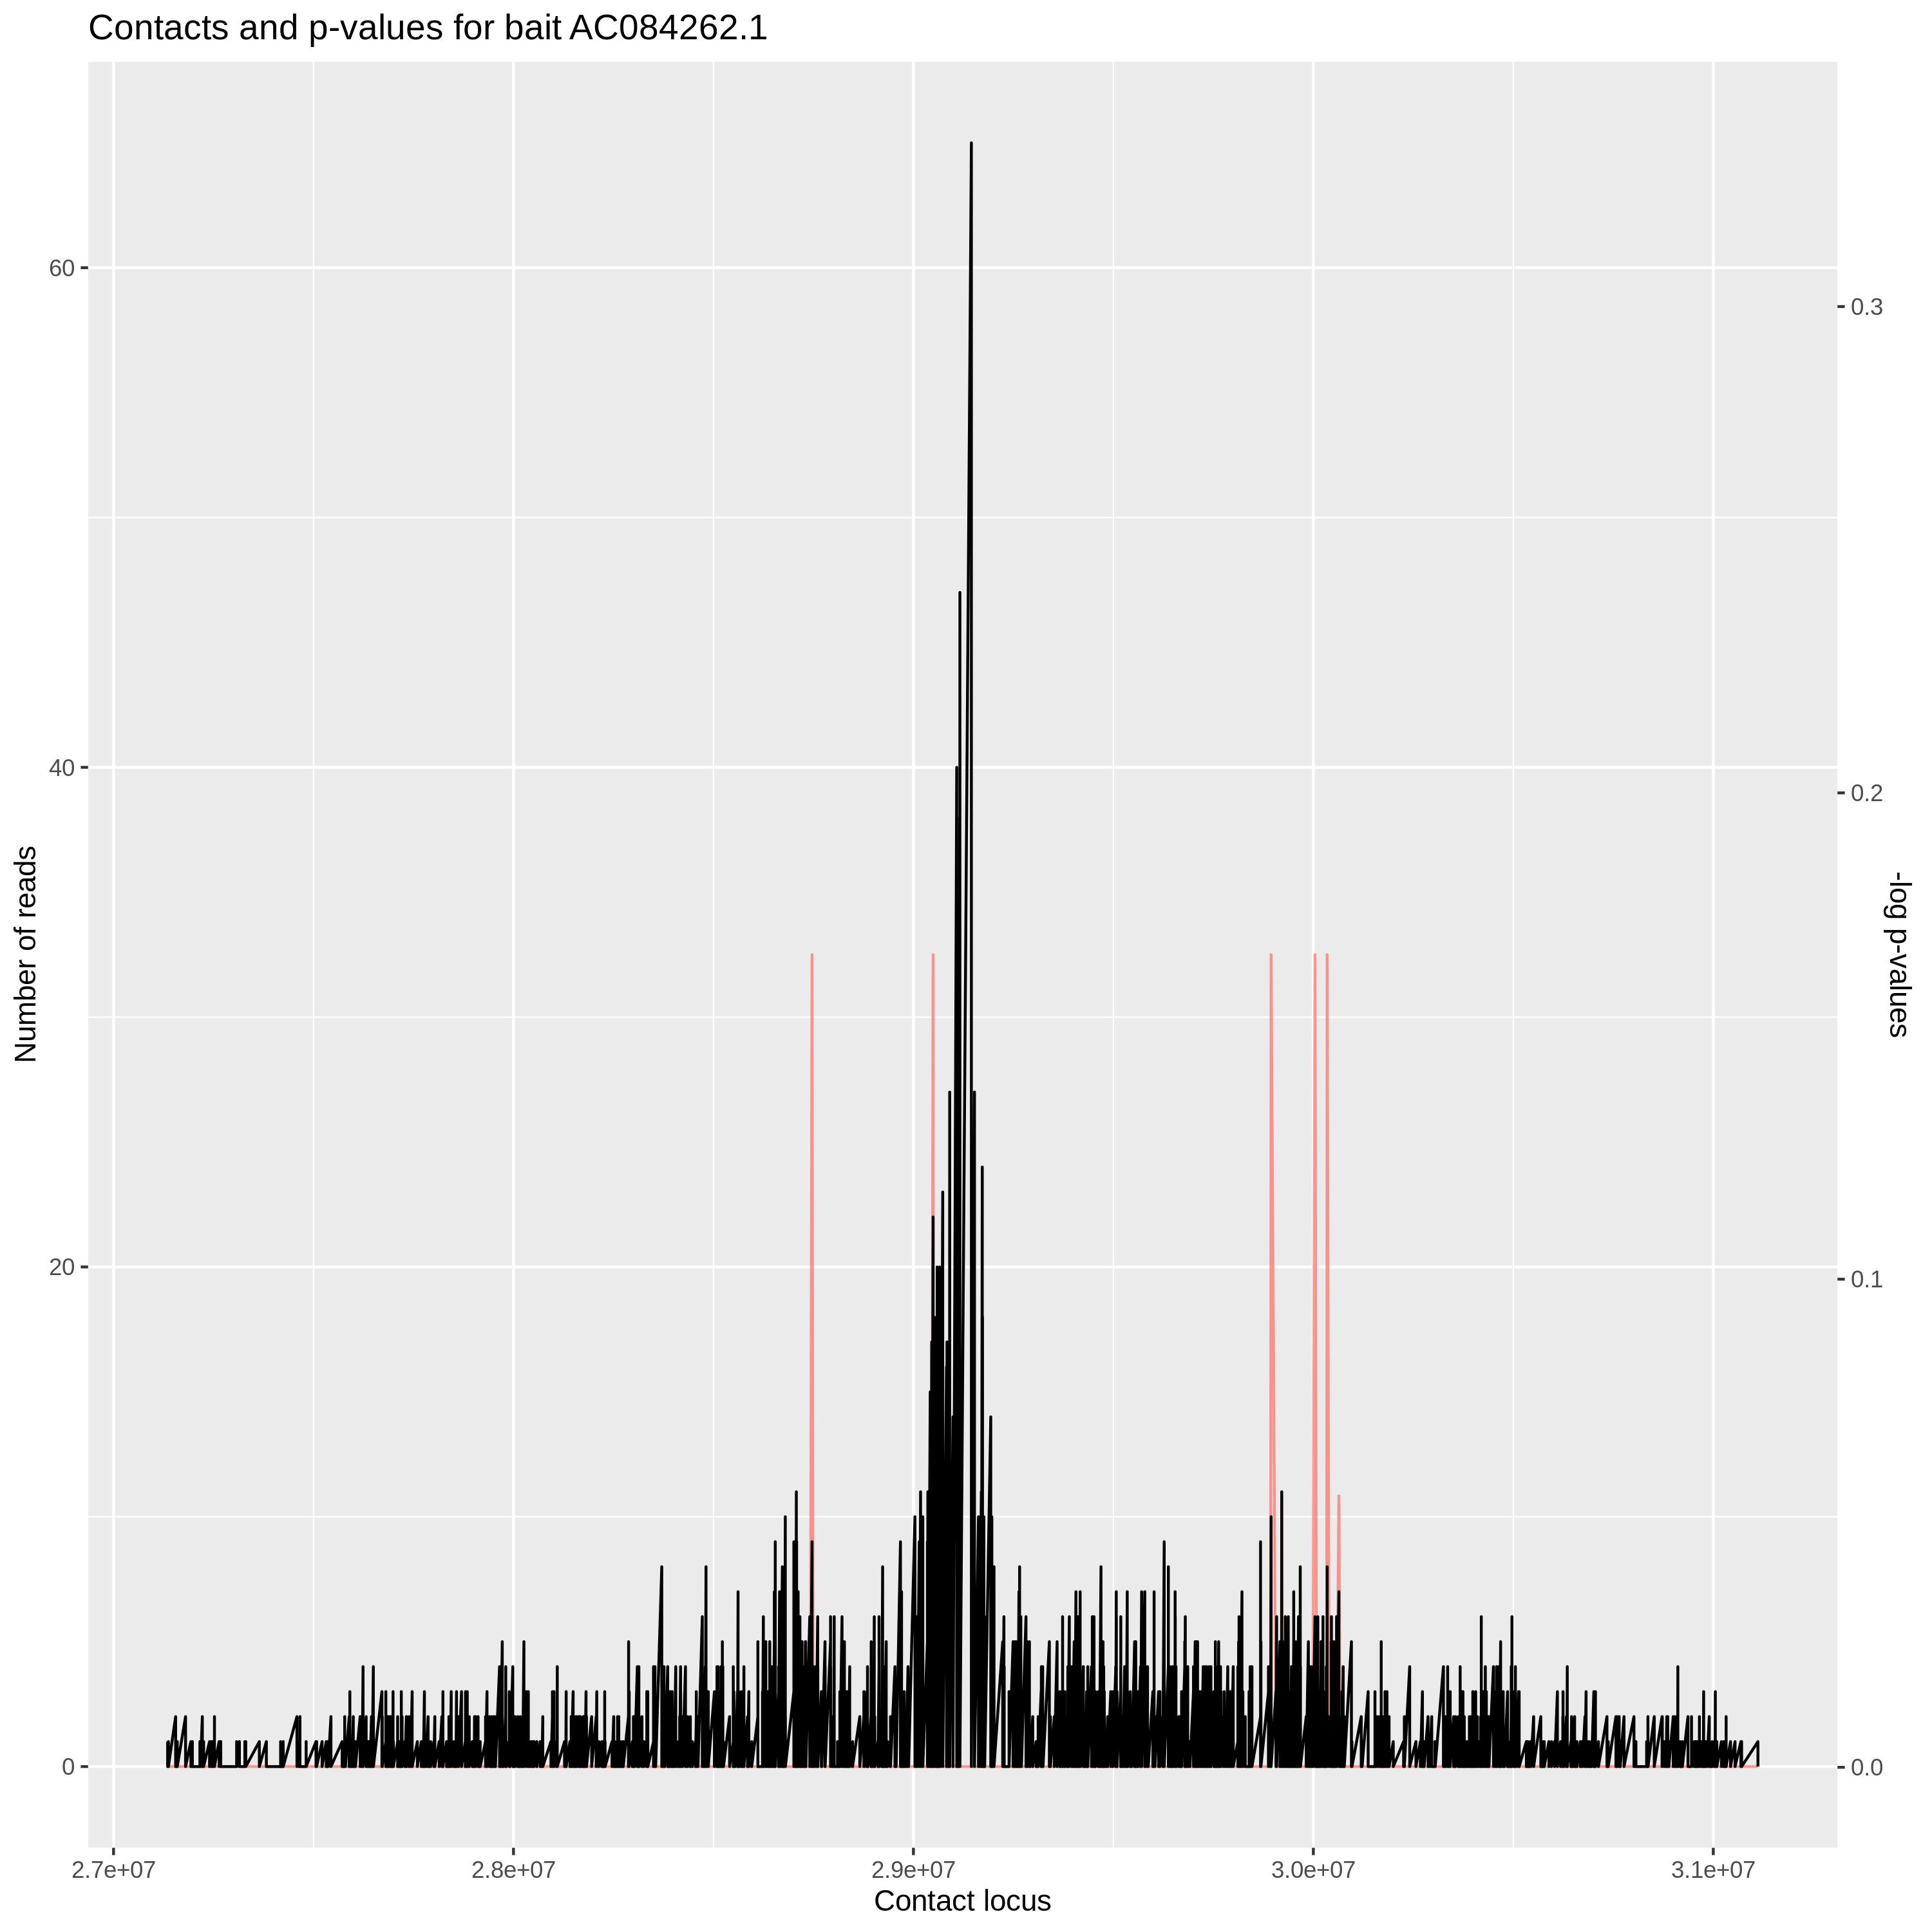 Contacts and p-values for bait AC084262.1
60
40
20
0
Number of reads
0.3
0.2
0.1
0.0
-log p-values
2.7e+07
2.8e+07
2.9e+07
3.0e+07
3.1e+07
Contact locus